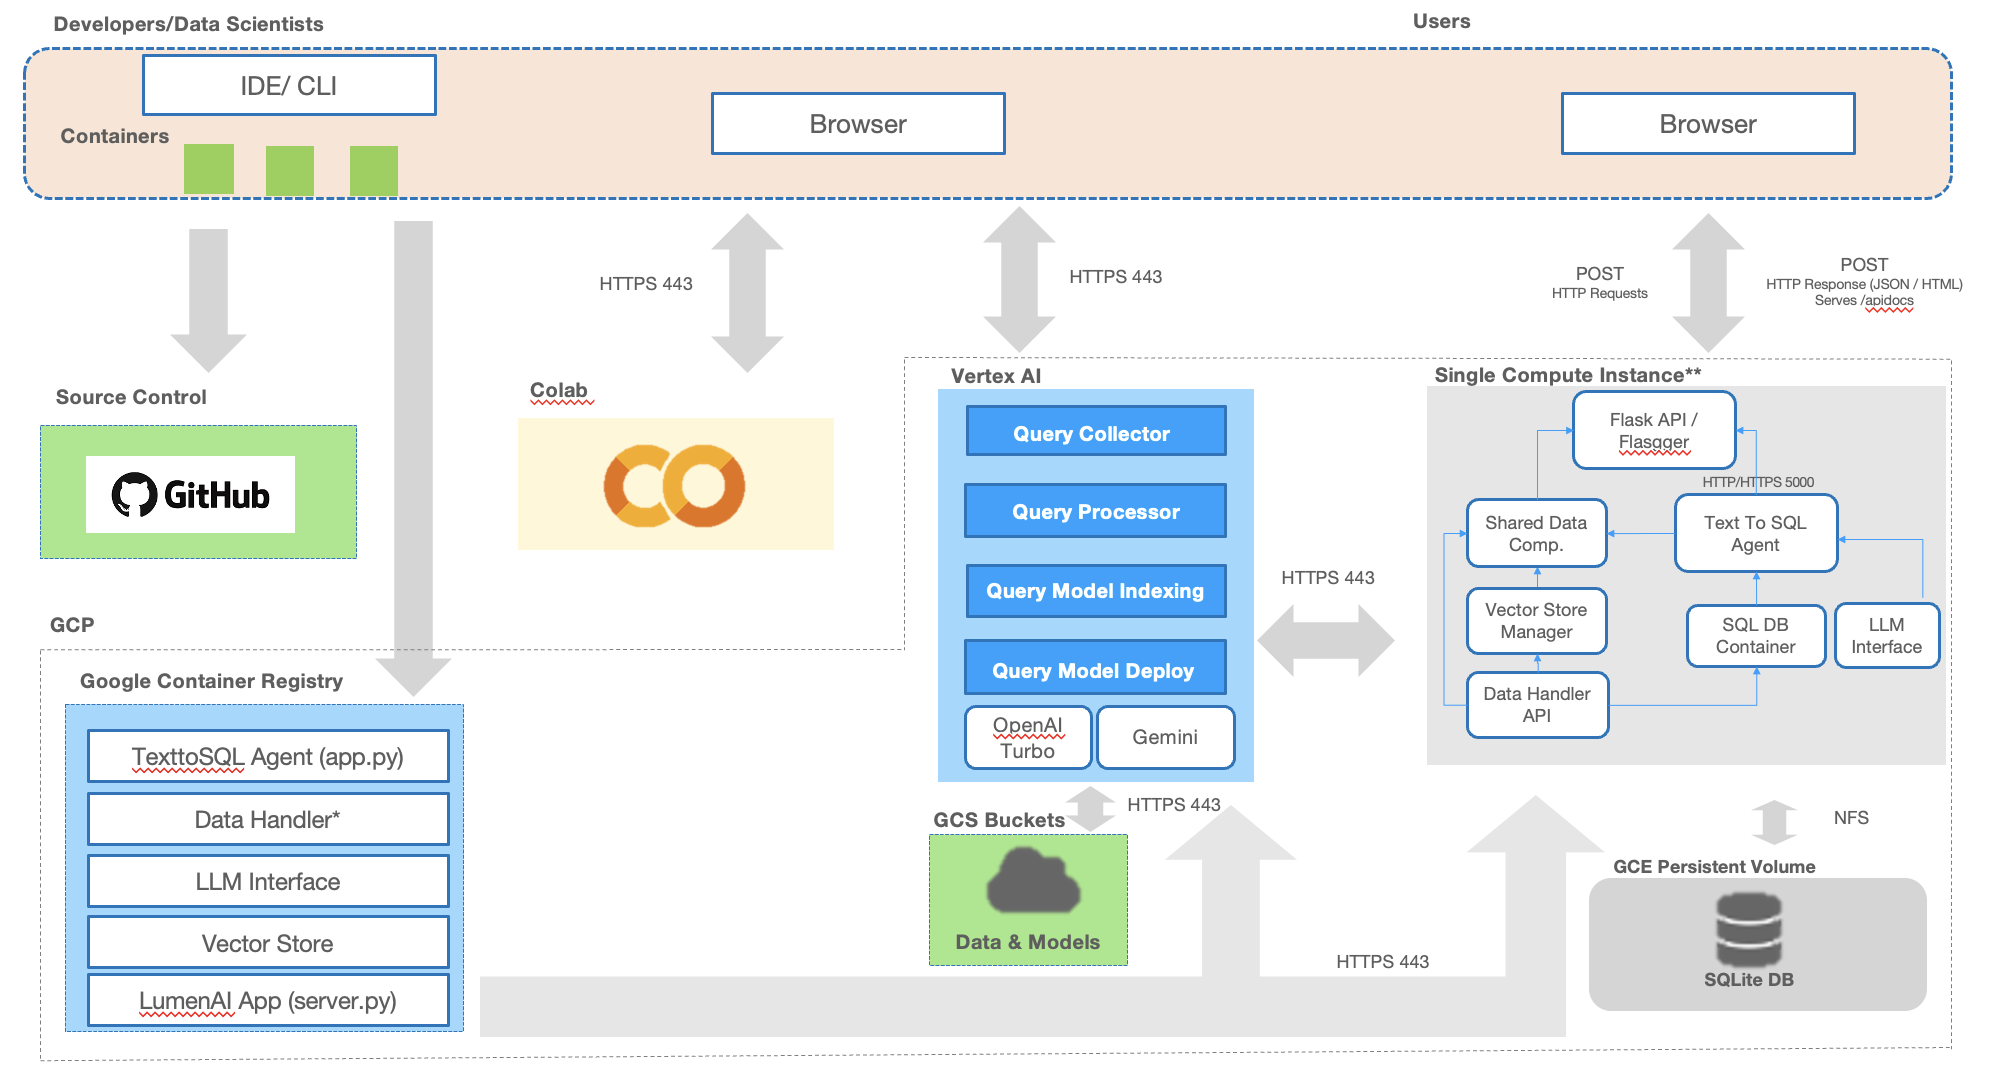 Developers/Data Scientists
Users
IDE/ CLI
Containers
Browser
Browser
HTTPS 443
HTTPS 443
POST
HTTP Requests
POST
HTTP Response (JSON / HTML)
Serves /apidocs
Source Control
GitHub
Colab
Vertex AI
Query Collector
Query Processor
Query Model Indexing
Query Model Deploy
OpenAI
Turbo
Gemini
HTTPS 443
Single Compute Instance**
Flask API /
Flasgger
HTTP/HTTPS 5000
Shared Data
Comp.
Text To SQL
Agent
Vector Store
Manager
SQL DB
Container
LLM
Interface
Data Handler
API
GCP
Google Container Registry
TexttoSQL Agent (app.py)
Data Handler*
LLM Interface
Vector Store
LumenAI App (server.py)
HTTPS 443
GCS Buckets
Data & Models
HTTPS 443
NFS
GCE Persistent Volume
SQLite DB